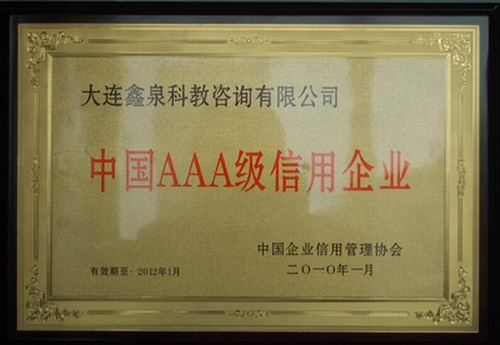 大连鑫泉科教咨询有限公司
中国AAA级信用企业
中国企业信用管理协会
有效期至：2012年1月
二〇一〇年一月